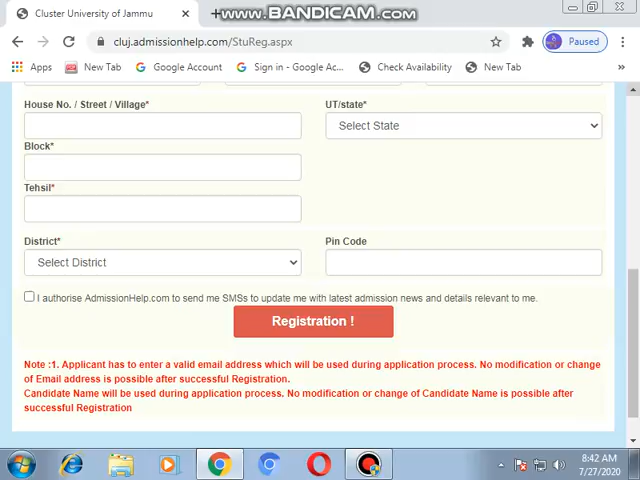 Cluster University of Jammu
www.BANDICAM.com
cluj.admissionhelp.com/StuReg.aspx
Paused
Apps
New Tab
Google Account
Sign in - Google Ac...
Check Availability
New Tab
House No. / Street / Village*
UT/state*
Select State
Block*
Tehsil*
District*
Pin Code
Select District
I authorise AdmissionHelp.com to send me SMSs to update me with latest admission news and details relevant to me.
Registration !
Note :1. Applicant has to enter a valid email address which will be used during application process. No modification or change
of Email address is possible after successful Registration.
Candidate Name will be used during application process. No modification or change of Candidate Name is possible after
successful Registration
8:42 AM
7/27/2020